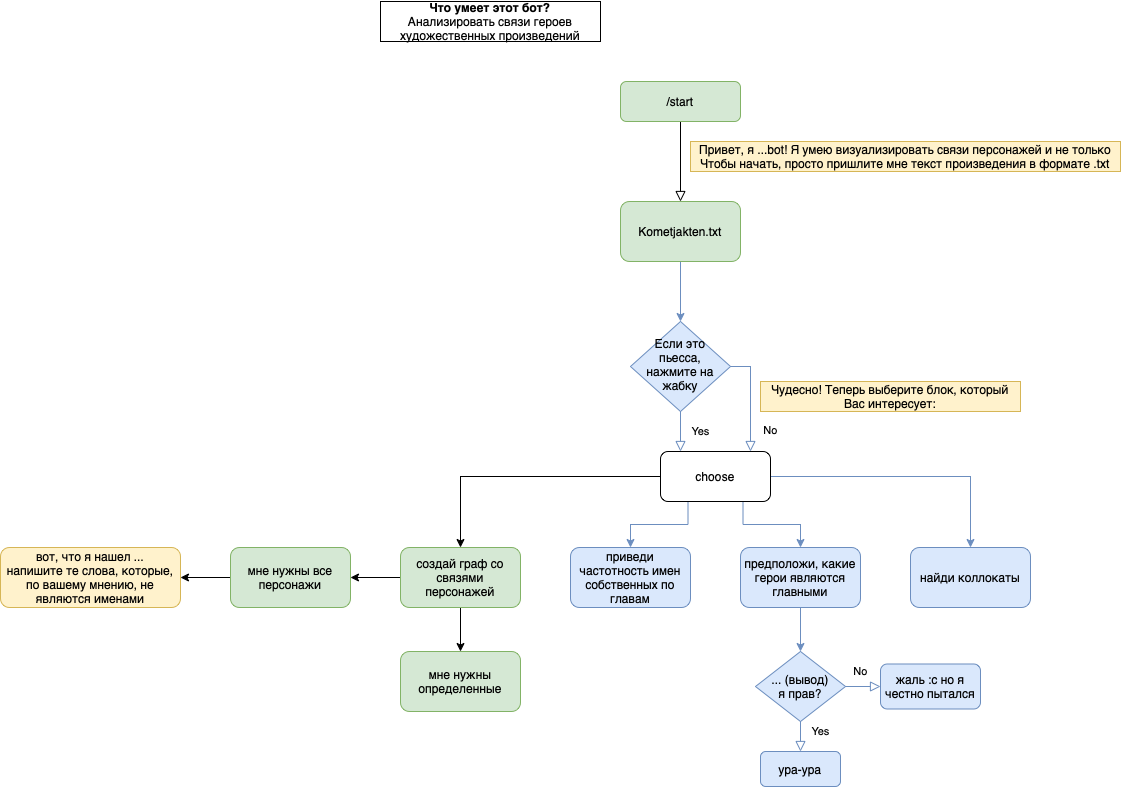 Что умеет этот бот?
Анализировать связи героев
художественных произведений
/start
Привет, я ...bot! Я умею визуализировать связи персонажей и не только
Чтобы начать, просто пришлите мне текст произведения в формате .txt
Kometjakten.txt
Если это
пьесса,
нажмите на
жабку
Чудесно! Теперь выберите блок, который
Вас интересует:
Yes
No
choose
вот, что я нашел ...
напишите те слова, которые,
по вашему мнению, не
являются именами
мне нужны все
персонажи
создай граф со
связями
персонажей
приведи
частотность имен
собственных по
главам
предположи, какие
герои являются
главными
найди коллокаты
мне нужны
определенные
... (вывод)
я прав?
No
жаль :с но я
честно пытался
Yes
ура-ура